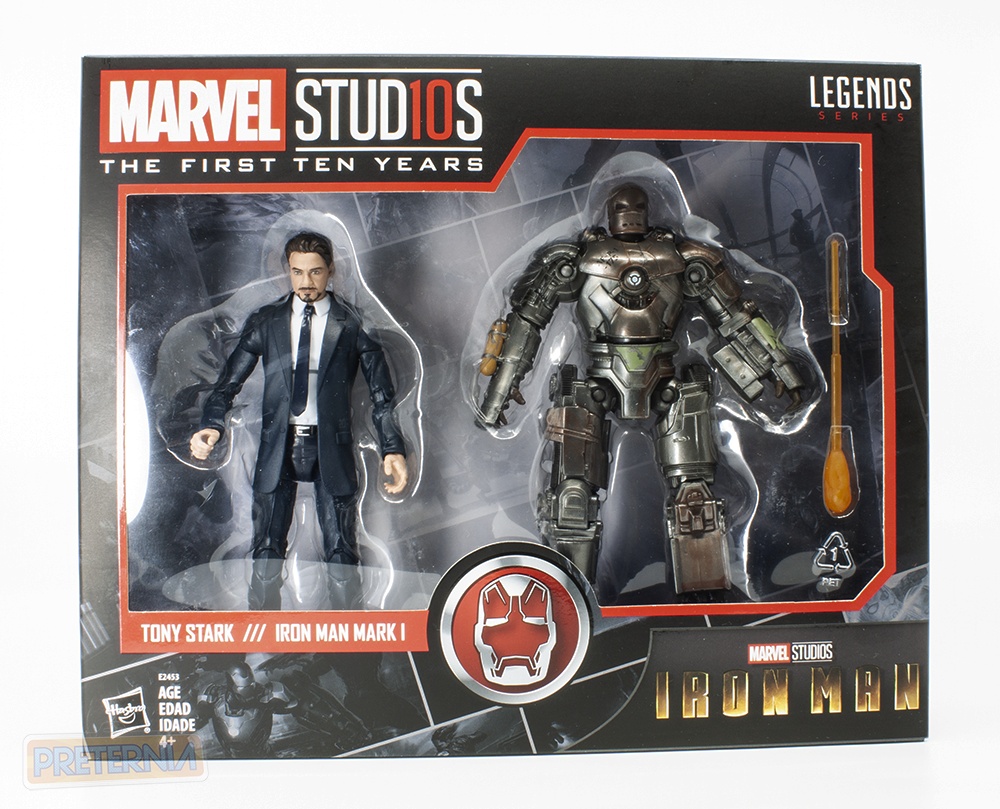 MARVEL STUD10S
THE FIRST TEN YEARS
LEGENDS
SERIES
1
PET
TONY STARK /// IRON MAN MARK I
MARVEL STUDIOS
IRON MAN
Hasbro
E2453
AGE
EDAD
IDADE
4+
PRETERNIA